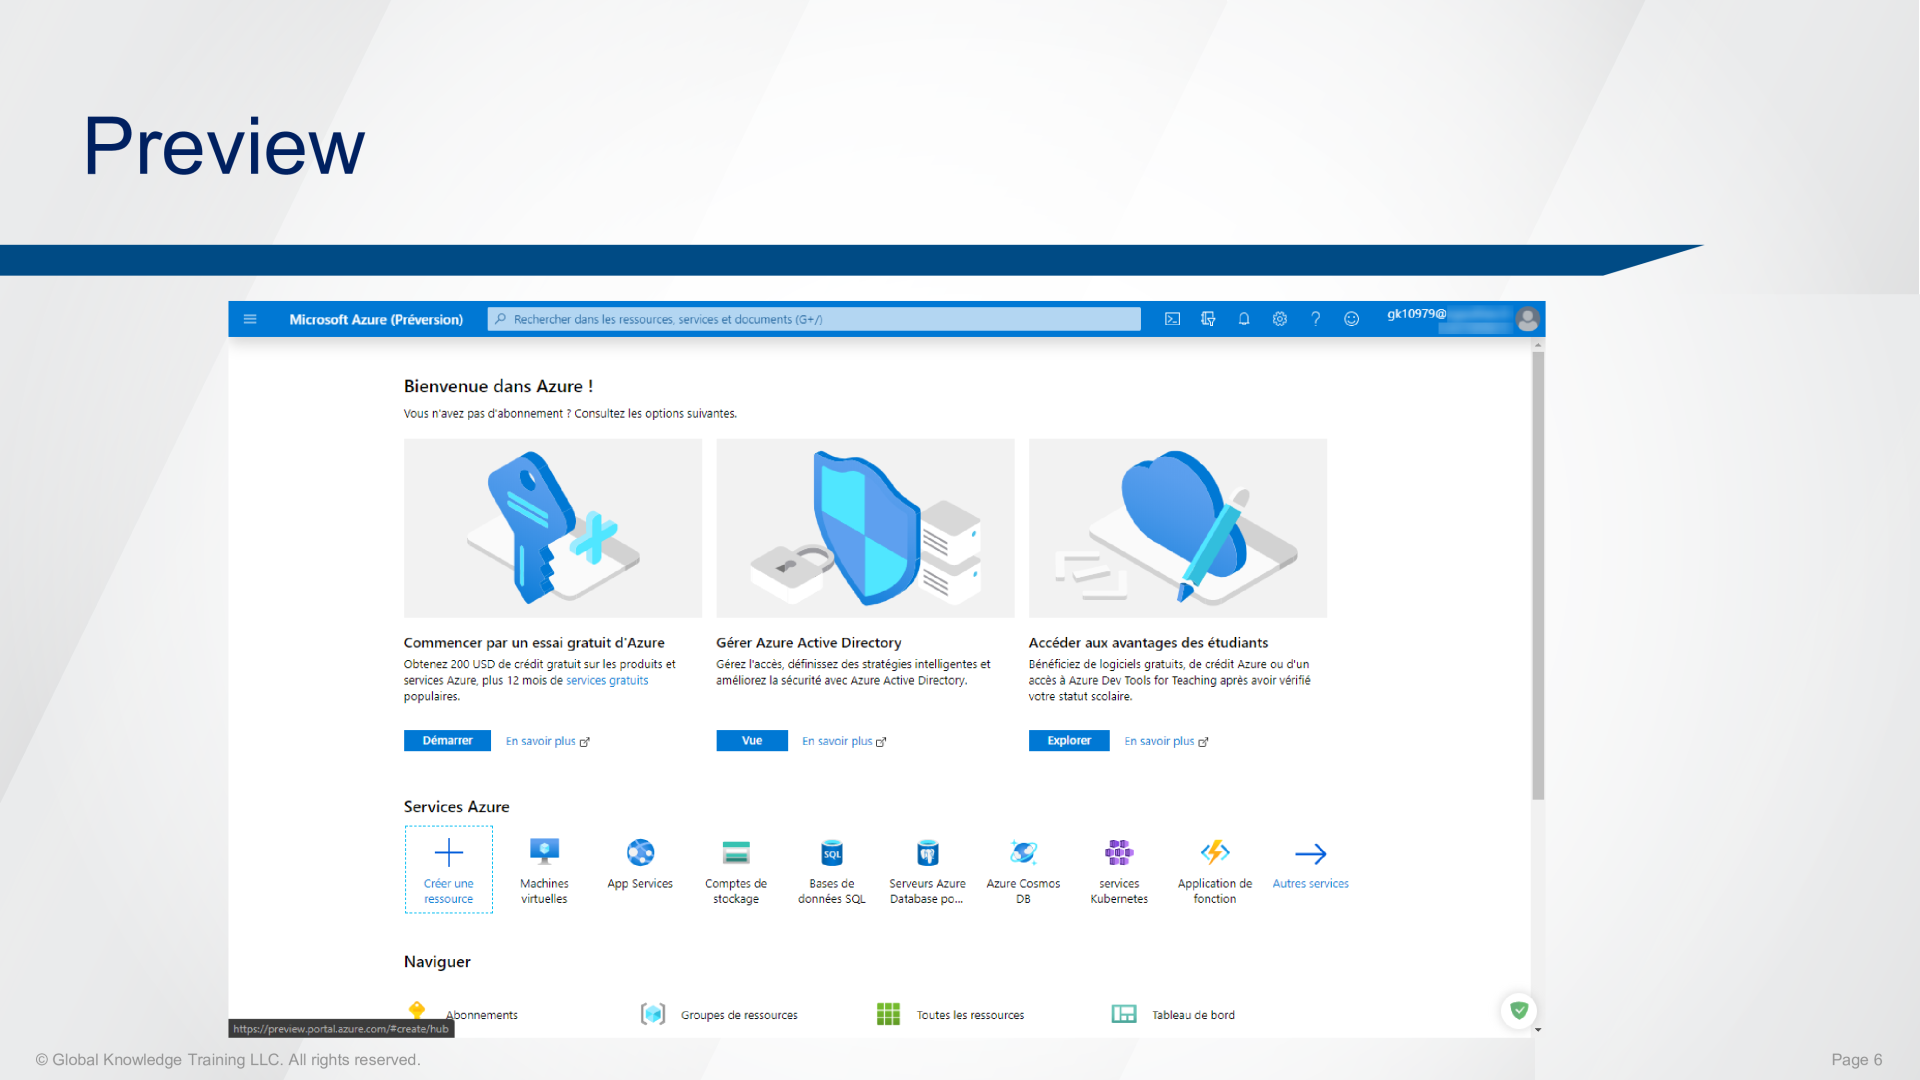 Preview
Microsoft Azure (Préversion)
Rechercher dans les ressources, services et documents (G+/)
gk10979@
Bienvenue dans Azure !
Vous n'avez pas d'abonnement ? Consultez les options suivantes.
Commencer par un essai gratuit d'Azure
Obtenez 200 USD de crédit gratuit sur les produits et
services Azure, plus 12 mois de services gratuits
populaires.
Démarrer
En savoir plus
Gérer Azure Active Directory
Gérez l'accès, définissez des stratégies intelligentes et
améliorez la sécurité avec Azure Active Directory.
Vue
En savoir plus
Accéder aux avantages des étudiants
Bénéficiez de logiciels gratuits, de crédit Azure ou d'un
accès à Azure Dev Tools for Teaching après avoir vérifié
votre statut scolaire.
Explorer
En savoir plus
Services Azure
Créer une
ressource
Machines
virtuelles
App Services
Comptes de
stockage
SQL
Bases de
données SQL
Serveurs Azure
Database po...
Azure Cosmos
DB
services
Kubernetes
Application de
fonction
Autres services
Naviguer
Abonnements
Groupes de ressources
Toutes les ressources
Tableau de bord
https://preview.portal.azure.com/#create/hub
© Global Knowledge Training LLC. All rights reserved.
Page 6